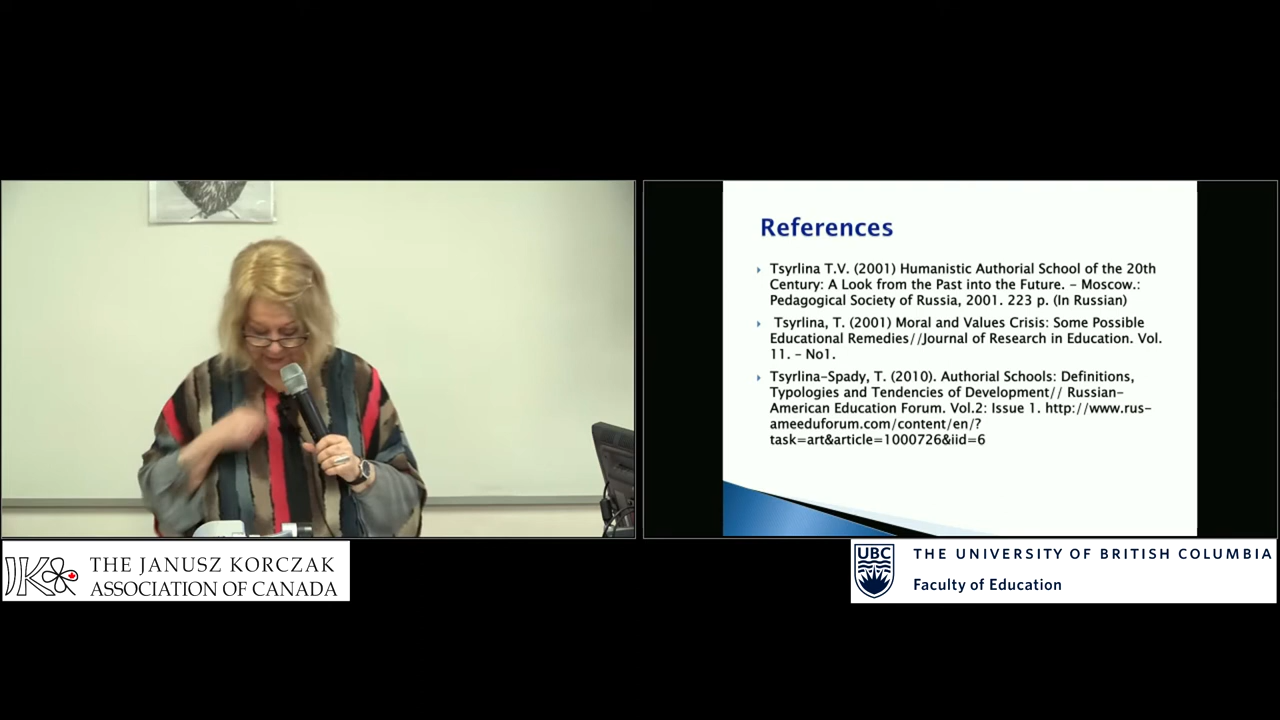 References
Tsyrlina T.V. (2001) Humanistic Authorial School of the 20th
Century: A Look from the Past into the Future. – Moscow.:
Pedagogical Society of Russia, 2001. 223 p. (In Russian)
Tsyrlina, T. (2001) Moral and Values Crisis: Some Possible
Educational Remedies//Journal of Research in Education. Vol.
11. – No1.
Tsyrlina-Spady, T. (2010). Authorial Schools: Definitions,
Typologies and Tendencies of Development// Russian-
American Education Forum. Vol.2: Issue 1. http://www.rus-
ameeduforum.com/content/en/?
task=art&article=1000726&iid=6
JK
THE JANUSZ KORCZAK
ASSOCIATION OF CANADA
UBC
THE UNIVERSITY OF BRITISH COLUMBIA
Faculty of Education